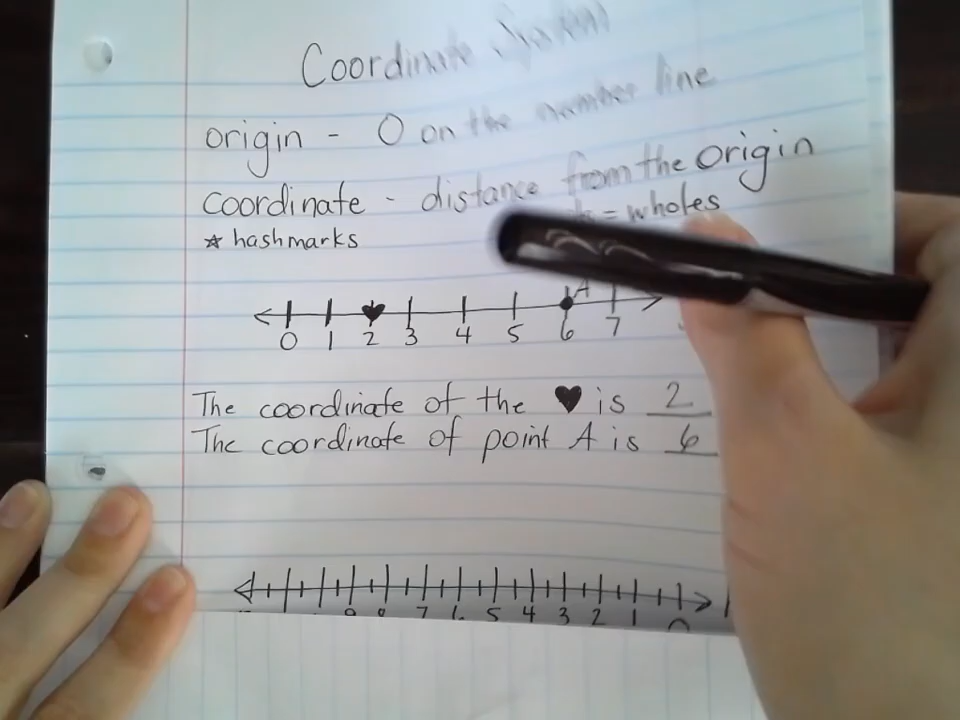 Coordinate
origin - 0 on the number line
Coordinate - distance from the origin
* hashmarks = wholes
A
0 1 2 3 4 5 6 7
The coordinate of the ♥ is 2
The coordinate of point A is 6
7 6 5 4 3 2 1 0